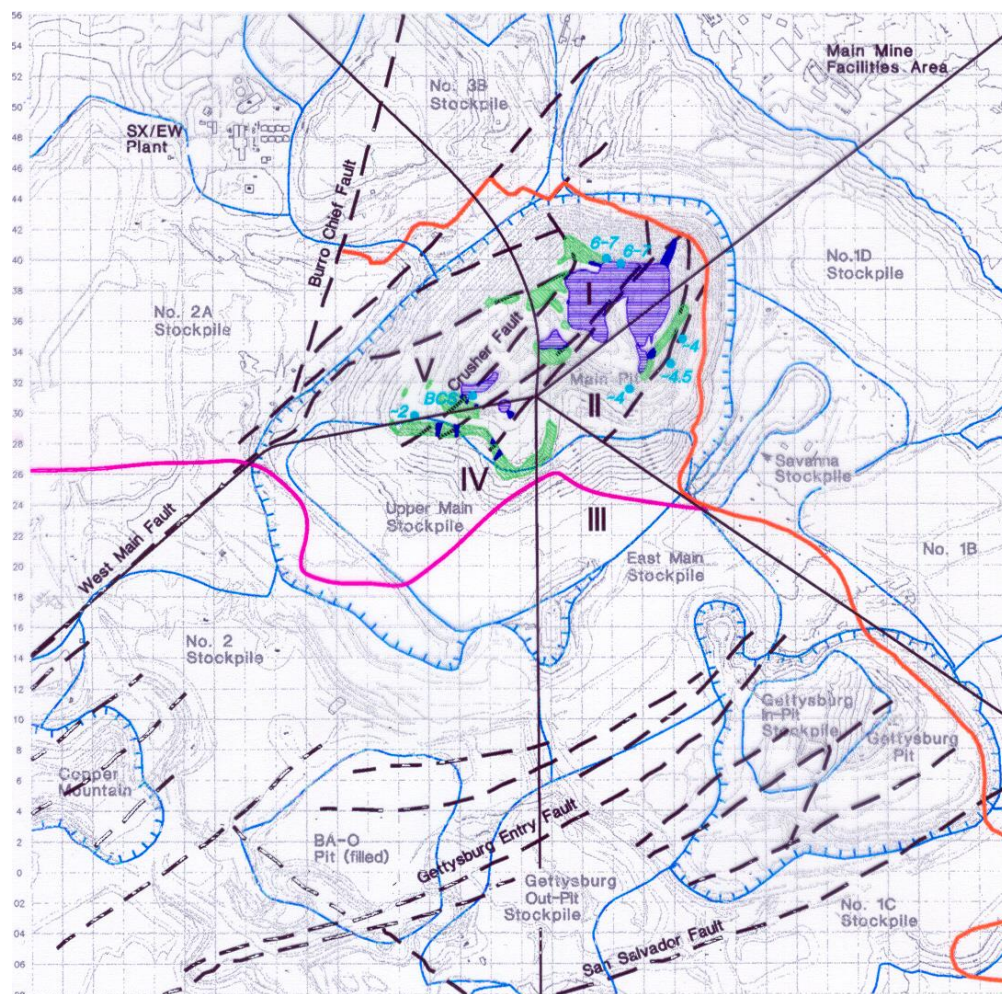 56
54
52
50
48
46
44
42
40
38
36
34
32
30
28
26
24
22
20
18
16
14
12
10
8
6
4
2
0
02
04
06
Main Mine
Facilities Area
No. 3B
Stockpile
SX/EW
Plant
Burro Chief Fault
6-7
6-7
No.1D
Stockpile
No. 2A
Stockpile
I
Crusher Fault
V
~4
~4.5
Main Pit
~4
BCS
~2
II
IV
Savanna
Stockpile
Upper Main
Stockpile
III
West Main Fault
East Main
Stockpile
No. 1B
No. 2
Stockpile
Gettysburg
In-Pit
Stockpile
Gettysburg
Pit
Copper
Mountain
BA-O
Pit (filled)
Gettysburg Entry Fault
Gettysburg
Out-Pit
Stockpile
No. 1C
Stockpile
San Salvador Fault